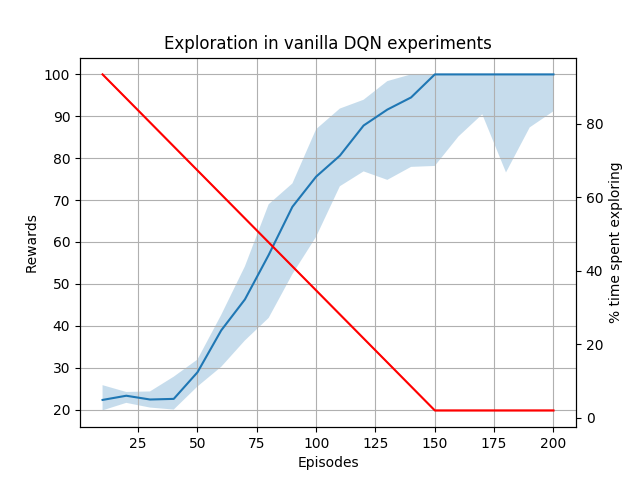 Exploration in vanilla DQN experiments
100
90
80
70
60
50
40
30
20
Rewards
80
60
40
20
0
% time spent exploring
25 50 75 100 125 150 175 200
Episodes